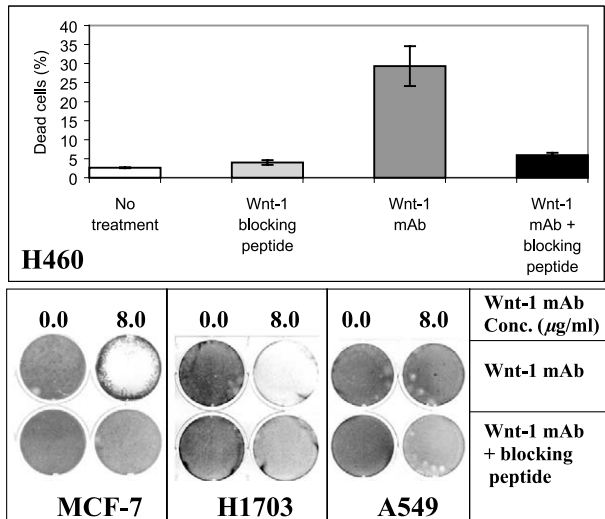 40
35
30
25
20
15
10
5
0
Dead cells (%)
No treatment
Wnt-1 blocking peptide
Wnt-1 mAb
Wnt-1 mAb + blocking peptide
H460
0.0 8.0 0.0 8.0 0.0 8.0
Wnt-1 mAb
Conc. (µg/ml)
Wnt-1 mAb
Wnt-1 mAb
+ blocking
peptide
MCF-7 H1703 A549